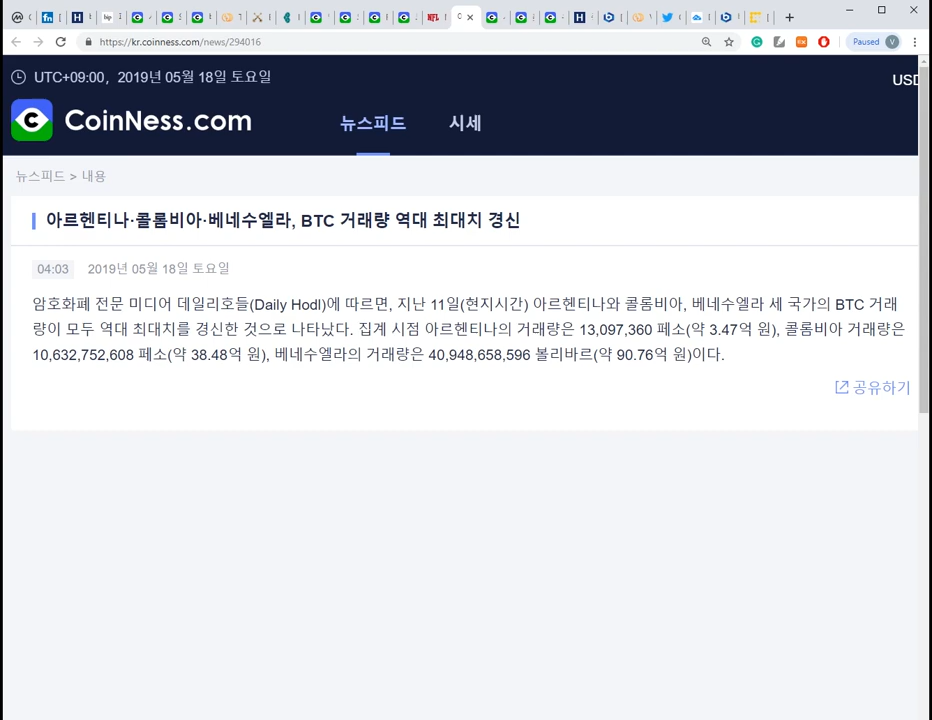 https://kr.coinness.com/news/294016
Paused
V
UTC+09:00, 2019년 05월 18일 토요일
USD
CoinNess.com
뉴스피드
시세
뉴스피드 > 내용
아르헨티나·콜롬비아·베네수엘라, BTC 거래량 역대 최대치 경신
04:03 2019년 05월 18일 토요일
암호화폐 전문 미디어 데일리호들(Daily Hodl)에 따르면, 지난 11일(현지시간) 아르헨티나와 콜롬비아, 베네수엘라 세 국가의 BTC 거래
량이 모두 역대 최대치를 경신한 것으로 나타났다. 집계 시점 아르헨티나의 거래량은 13,097,360 페소(약 3.47억 원), 콜롬비아 거래량은
10,632,752,608 페소(약 38.48억 원), 베네수엘라의 거래량은 40,948,658,596 볼리바르(약 90.76억 원)이다.
공유하기